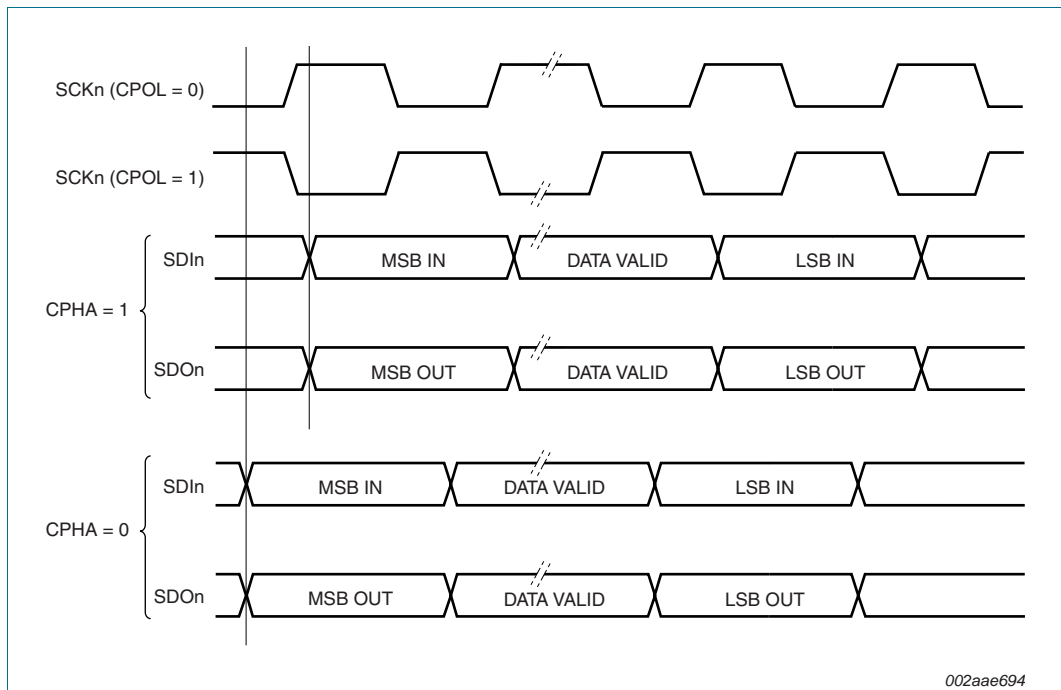 SCKn (CPOL = 0)
SCKn (CPOL = 1)
SDIn
MSB IN
DATA VALID
LSB IN
CPHA = 1
SDOn
MSB OUT
DATA VALID
LSB OUT
SDIn
MSB IN
DATA VALID
LSB IN
CPHA = 0
SDOn
MSB OUT
DATA VALID
LSB OUT
002aae694